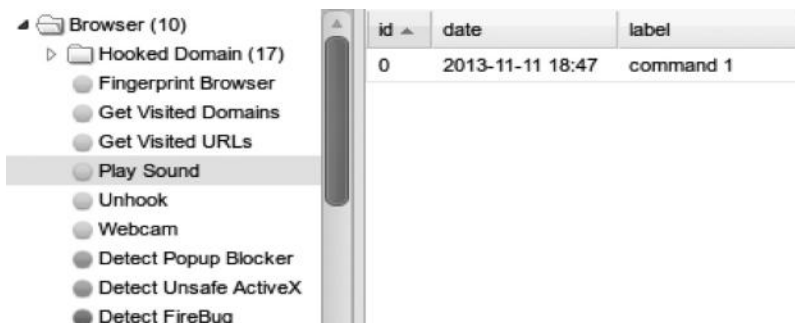 Browser (10)
Hooked Domain (17)
Fingerprint Browser
Get Visited Domains
Get Visited URLs
Play Sound
Unhook
Webcam
Detect Popup Blocker
Detect Unsafe ActiveX
Detect FireBug
id date label
0 2013-11-11 18:47 command 1